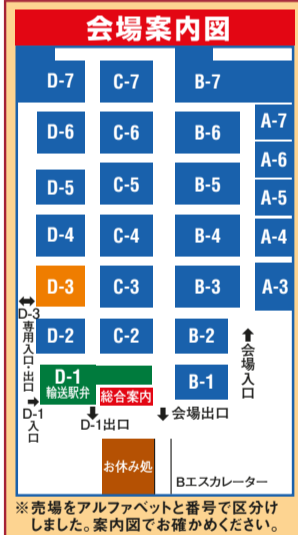 会場案内図
D-7 C-7 B-7
D-6 C-6 B-6 A-7
A-6
D-5 C-5 B-5 A-5
D-4 C-4 B-4 A-4
D-3 C-3 B-3 A-3
↔
D-3
専用入口・出口
D-2 C-2 B-2
↑
会場入口
D-1
輸送駅弁
総合案内
B-1
→
D-1
入口
↓
D-1出口
↓会場出口
お休み処
Bエスカレーター
※売場をアルファベットと番号で区分け
しました。案内図でお確かめください。